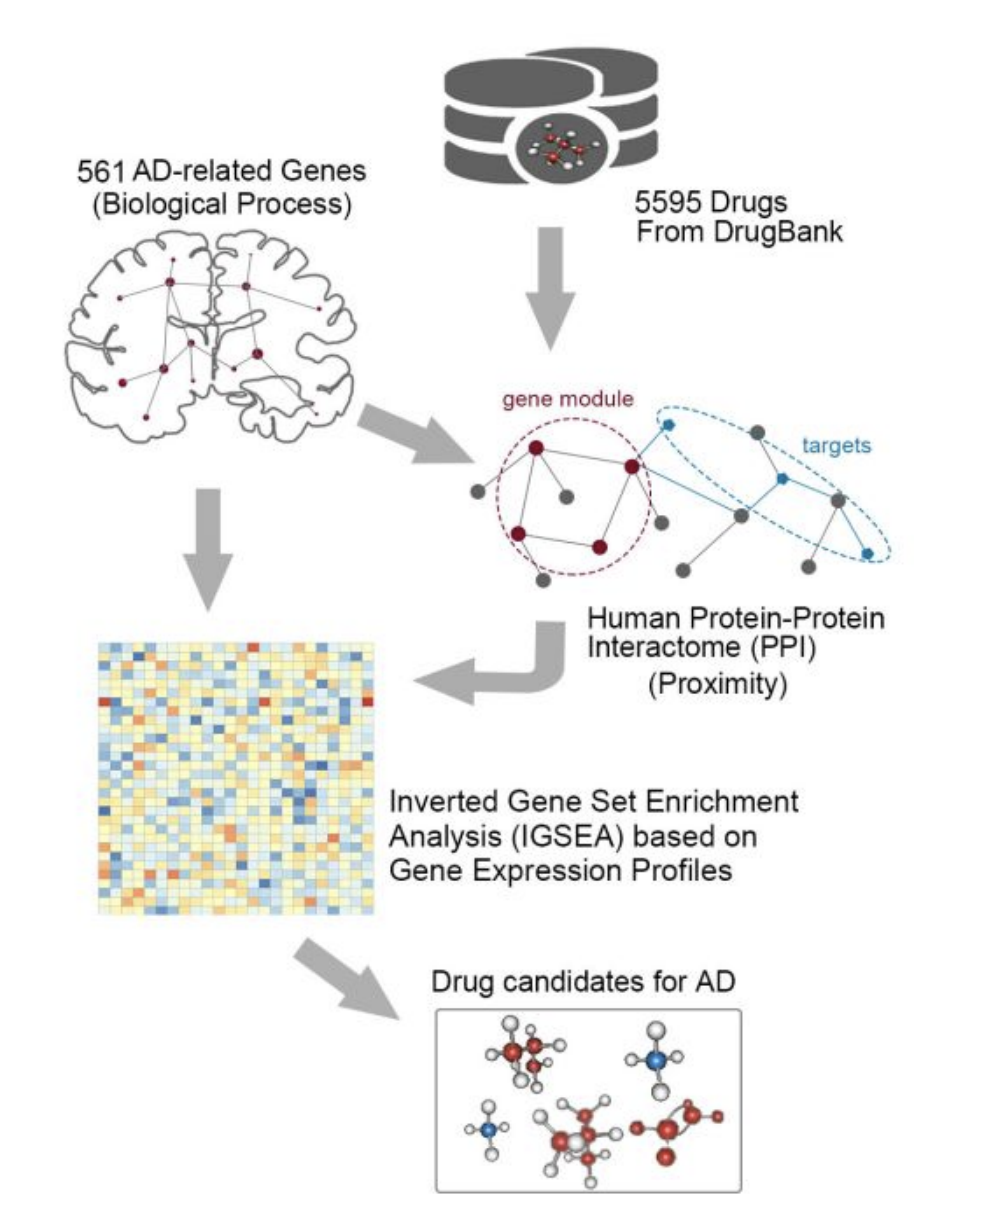 561 AD-related Genes
(Biological Process)
5595 Drugs
From DrugBank
gene module
targets
Human Protein-Protein
Interactome (PPI)
(Proximity)
Inverted Gene Set Enrichment
Analysis (IGSEA) based on
Gene Expression Profiles
Drug candidates for AD